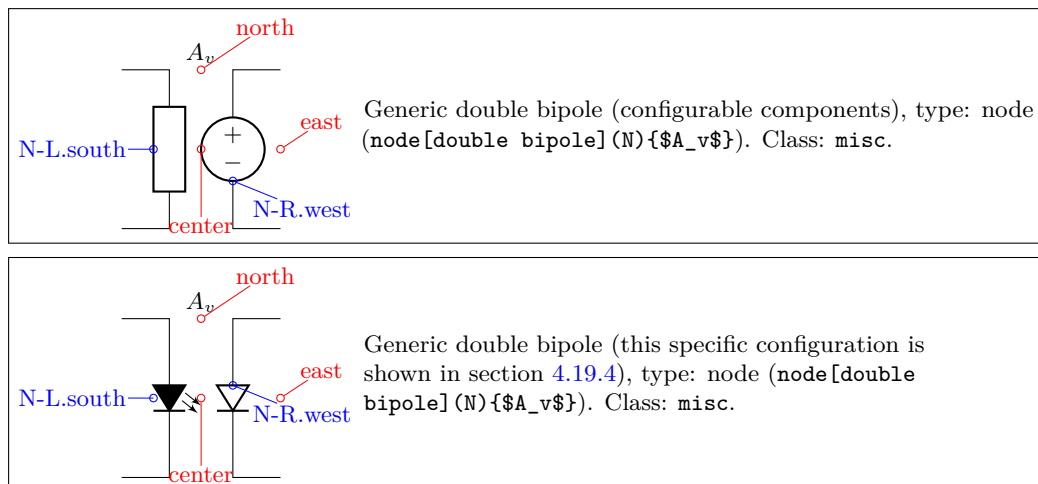 north
A_v
east
N-L.south
+
−
N-R.west
center
Generic double bipole (configurable components), type: node
(node[double bipole](N){$A_v$}). Class: misc.
north
A_v
east
N-L.south
N-R.west
center
Generic double bipole (this specific configuration is
shown in section 4.19.4), type: node (node[double
bipole](N){$A_v$}). Class: misc.